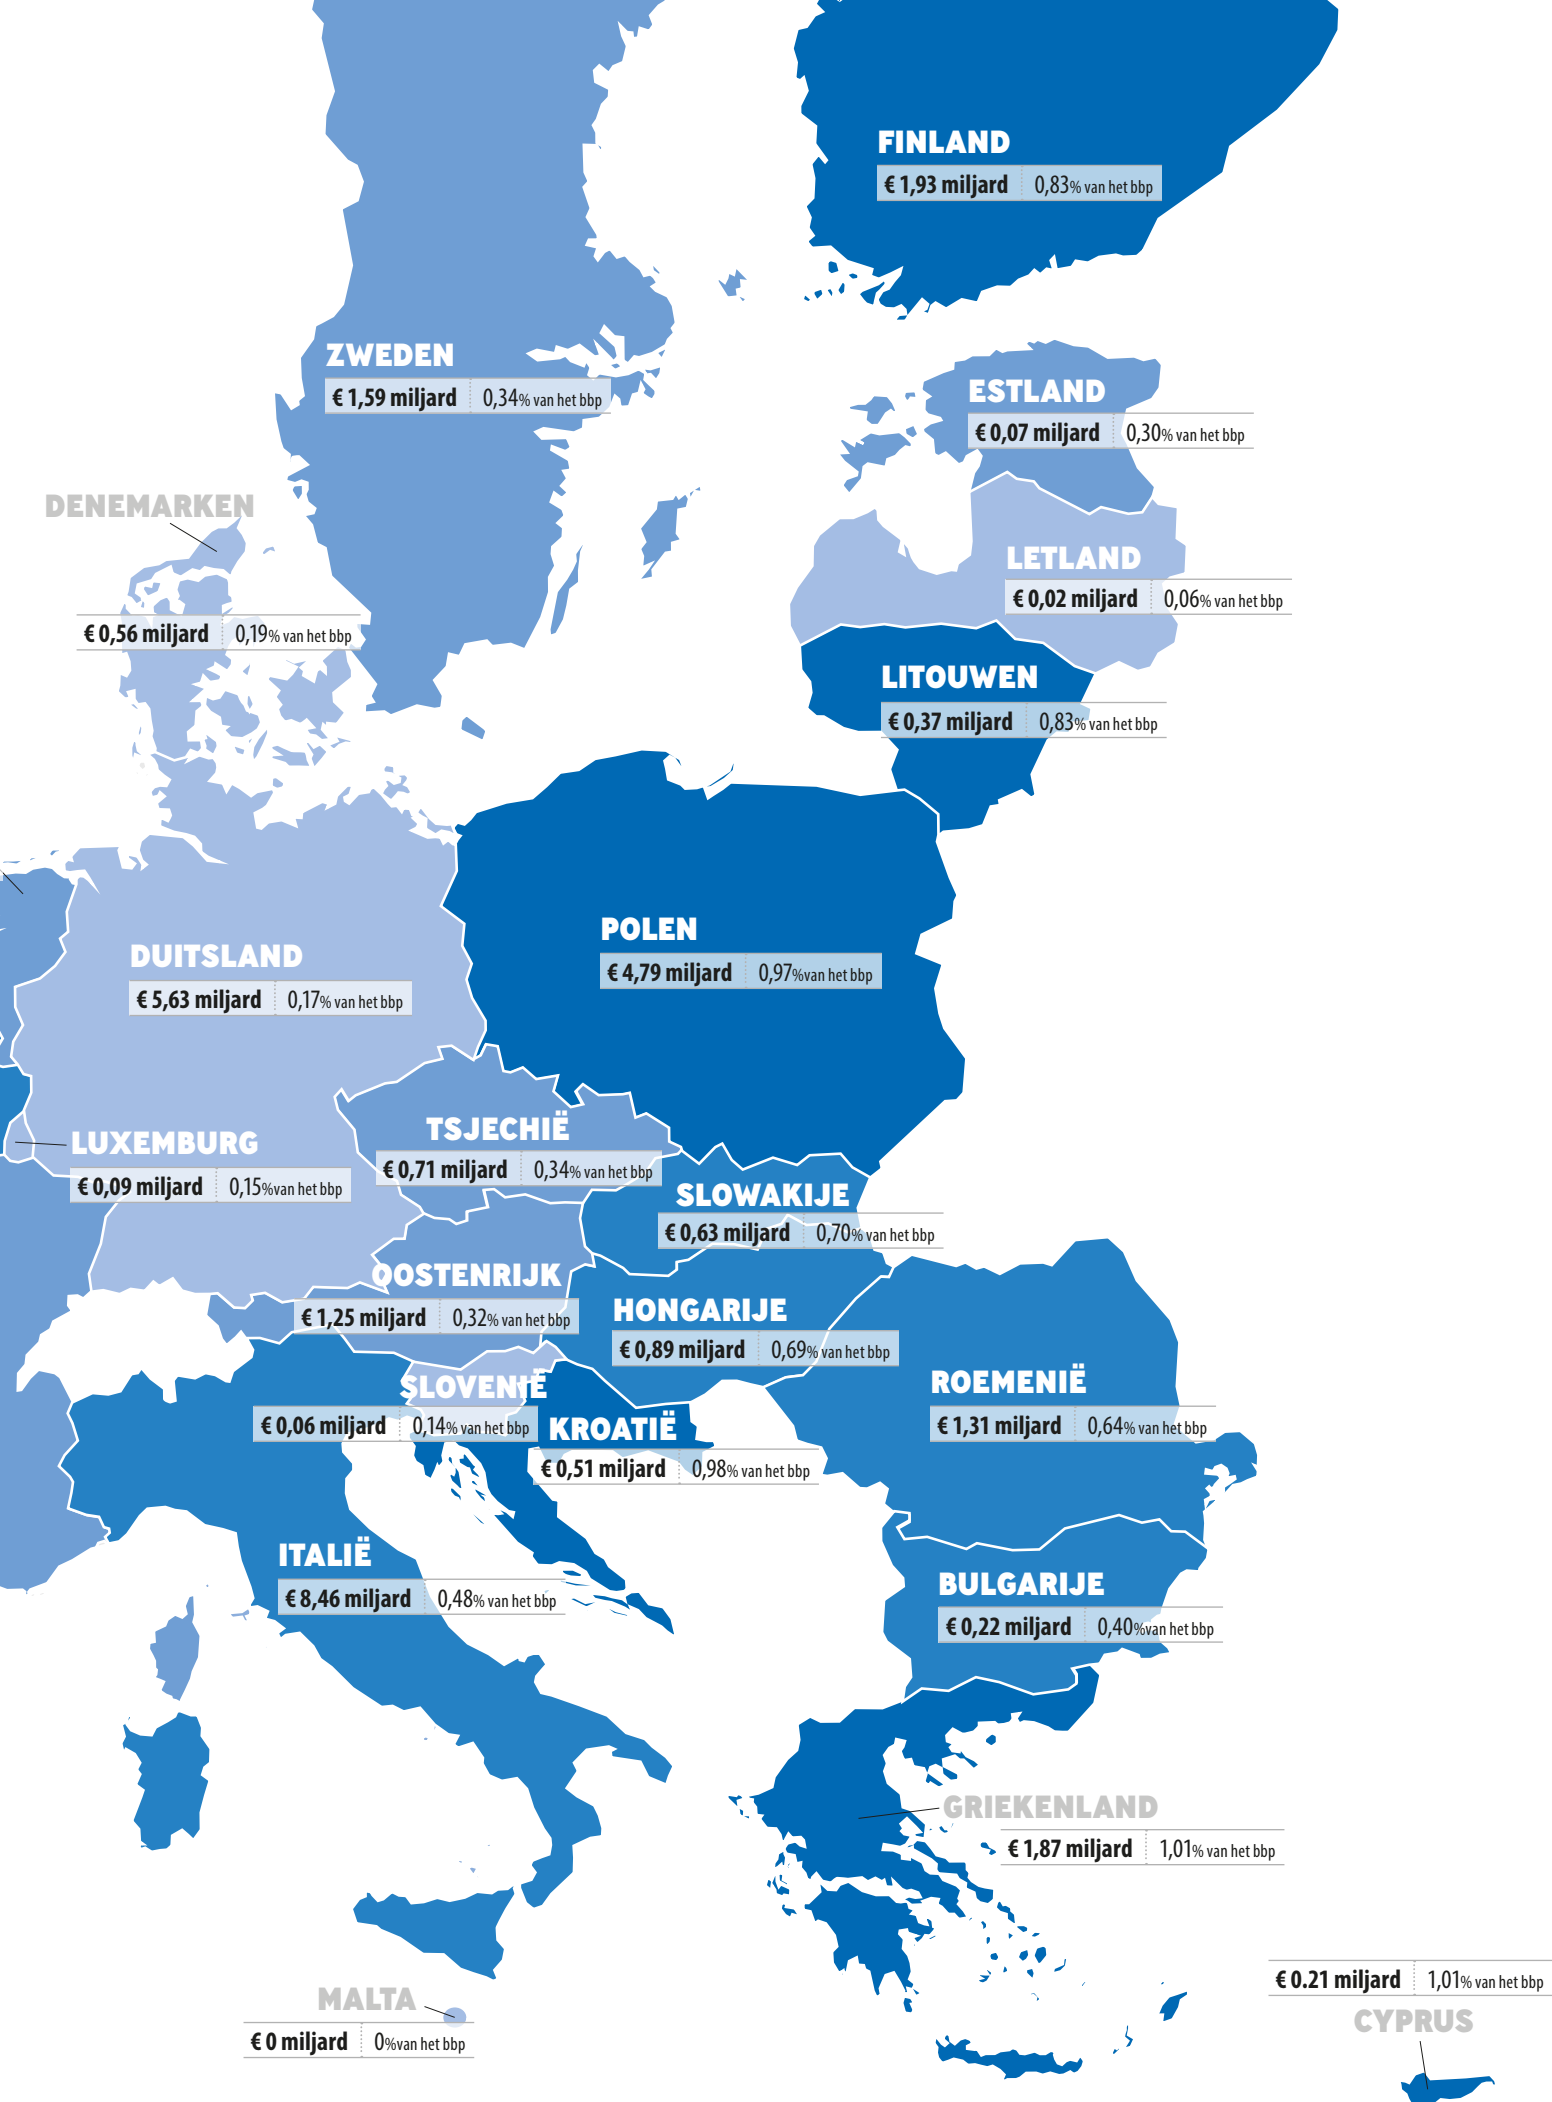 FINLAND
€ 1,93 miljard 0,83% van het bbp
ZWEDEN
€ 1,59 miljard 0,34% van het bbp
ESTLAND
€ 0,07 miljard 0,30% van het bbp
DENEMARKEN
€ 0,56 miljard 0,19% van het bbp
LETLAND
€ 0,02 miljard 0,06% van het bbp
LITOUWEN
€ 0,37 miljard 0,83% van het bbp
POLEN
€ 4,79 miljard 0,97%van het bbp
DUITSLAND
€ 5,63 miljard 0,17% van het bbp
TSJECHIË
€ 0,71 miljard 0,34% van het bbp
LUXEMBURG
€ 0,09 miljard 0,15%van het bbp
SLOWAKIJE
€ 0,63 miljard 0,70% van het bbp
OOSTENRIJK
€ 1,25 miljard 0,32% van het bbp
HONGARIJE
€ 0,89 miljard 0,69% van het bbp
ROEMENIË
€ 1,31 miljard 0,64% van het bbp
SLOVENIË
€ 0,06 miljard 0,14% van het bbp
KROATIË
€ 0,51 miljard 0,98% van het bbp
ITALIË
€ 8,46 miljard 0,48% van het bbp
BULGARIJE
€ 0,22 miljard 0,40%van het bbp
GRIEKENLAND
€ 1,87 miljard 1,01% van het bbp
€ 0.21 miljard 1,01% van het bbp
CYPRUS
MALTA
€ 0 miljard 0%van het bbp